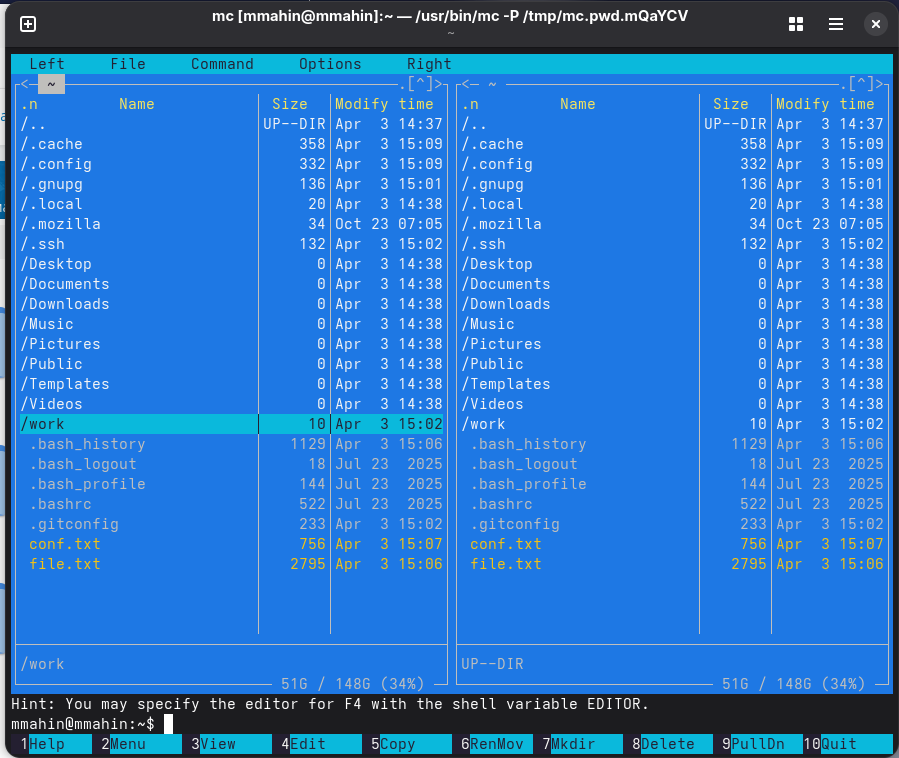 mc [mmahin@mmahin]:~ — /usr/bin/mc -P /tmp/mc.pwd.mQaYCV
~
Left File Command Options Right
<— ~ .[^]> <— ~ .[^]>
.n Name Size Modify time .n Name Size Modify time
/.. UP--DIR Apr 3 14:37 /.. UP--DIR Apr 3 14:37
/.cache 358 Apr 3 15:09 /.cache 358 Apr 3 15:09
/.config 332 Apr 3 15:09 /.config 332 Apr 3 15:09
/.gnupg 136 Apr 3 15:01 /.gnupg 136 Apr 3 15:01
/.local 20 Apr 3 14:38 /.local 20 Apr 3 14:38
/.mozilla 34 Oct 23 07:05 /.mozilla 34 Oct 23 07:05
/.ssh 132 Apr 3 15:02 /.ssh 132 Apr 3 15:02
/Desktop 0 Apr 3 14:38 /Desktop 0 Apr 3 14:38
/Documents 0 Apr 3 14:38 /Documents 0 Apr 3 14:38
/Downloads 0 Apr 3 14:38 /Downloads 0 Apr 3 14:38
/Music 0 Apr 3 14:38 /Music 0 Apr 3 14:38
/Pictures 0 Apr 3 14:38 /Pictures 0 Apr 3 14:38
/Public 0 Apr 3 14:38 /Public 0 Apr 3 14:38
/Templates 0 Apr 3 14:38 /Templates 0 Apr 3 14:38
/Videos 0 Apr 3 14:38 /Videos 0 Apr 3 14:38
/work 10 Apr 3 15:02 /work 10 Apr 3 15:02
.bash_history 1129 Apr 3 15:06 .bash_history 1129 Apr 3 15:06
.bash_logout 18 Jul 23 2025 .bash_logout 18 Jul 23 2025
.bash_profile 144 Jul 23 2025 .bash_profile 144 Jul 23 2025
.bashrc 522 Jul 23 2025 .bashrc 522 Jul 23 2025
.gitconfig 233 Apr 3 15:02 .gitconfig 233 Apr 3 15:02
conf.txt 756 Apr 3 15:07 conf.txt 756 Apr 3 15:07
file.txt 2795 Apr 3 15:06 file.txt 2795 Apr 3 15:06
/work UP--DIR
51G / 148G (34%) 51G / 148G (34%)
Hint: You may specify the editor for F4 with the shell variable EDITOR.
mmahin@mmahin:~$
1Help 2Menu 3View 4Edit 5Copy 6RenMov 7Mkdir 8Delete 9PullDn 10Quit